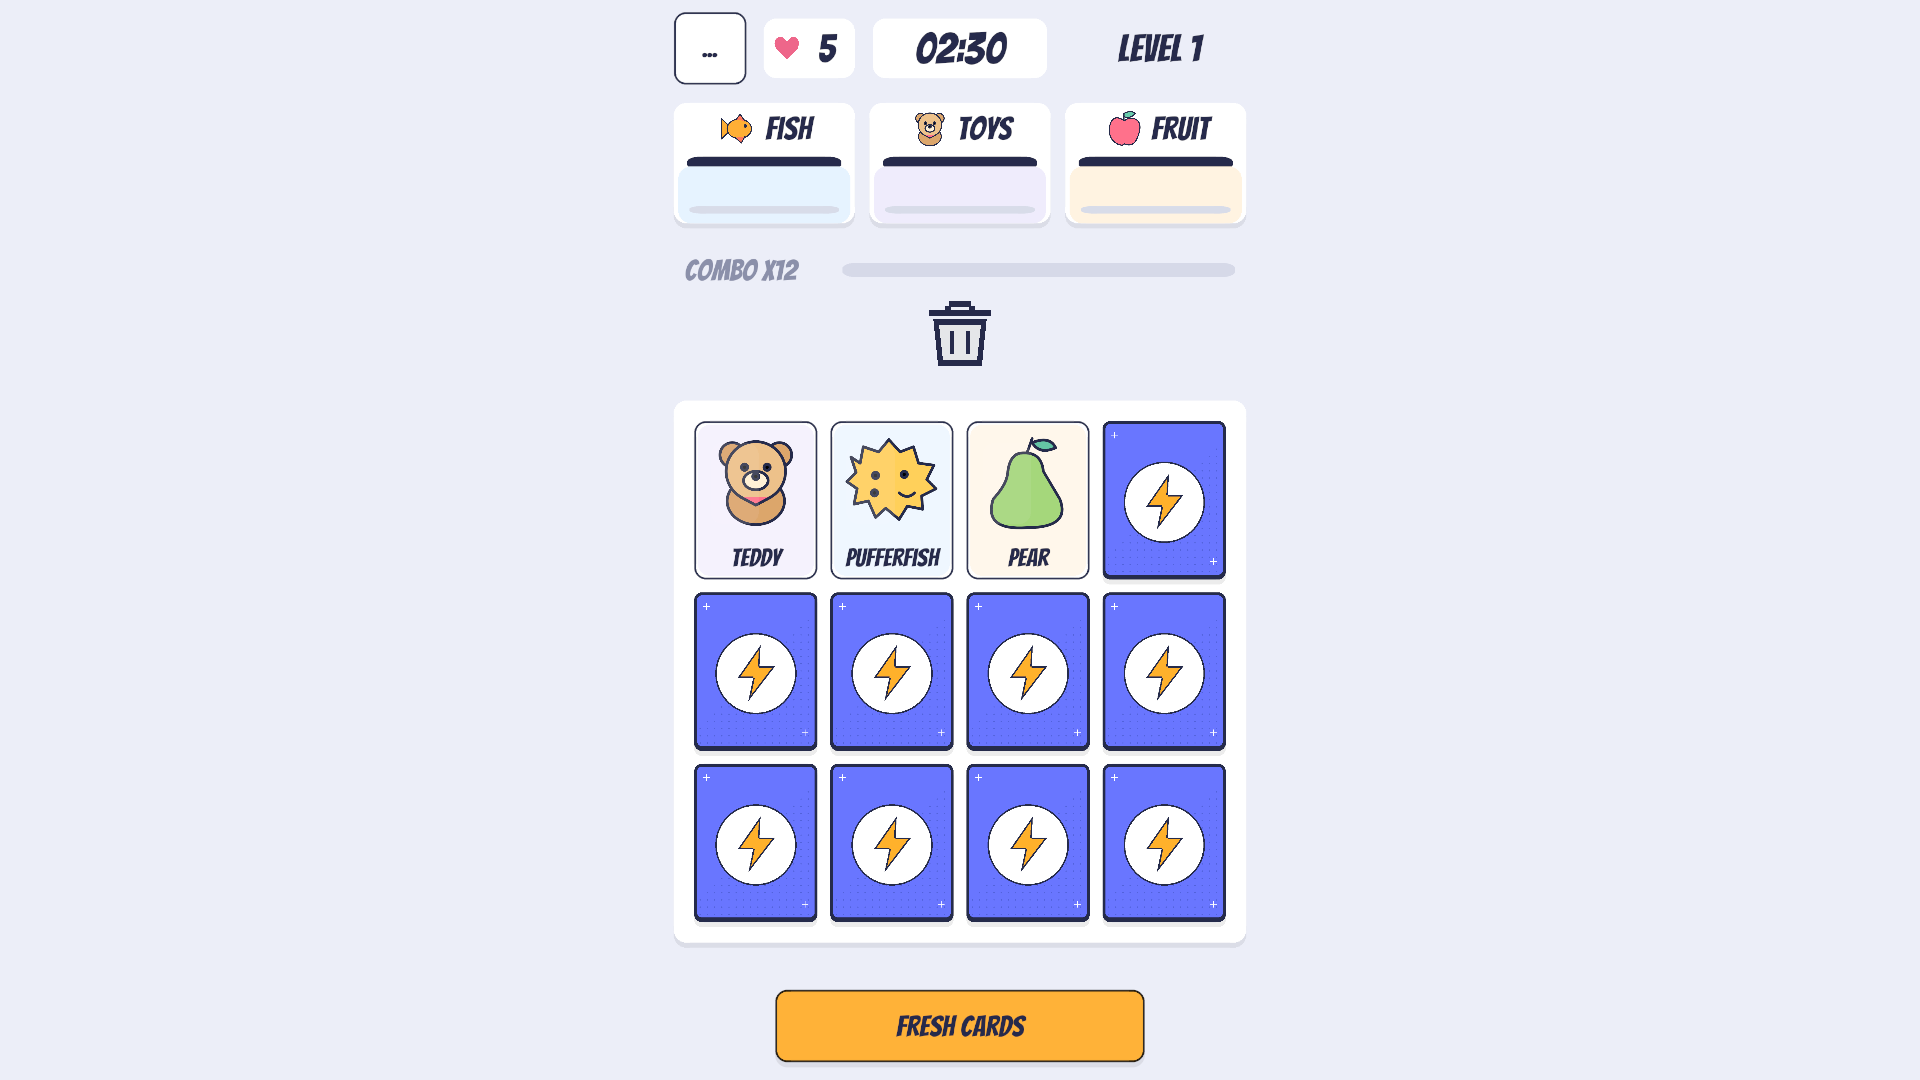 ...
5
02:30
LEVEL 1
FISH
TOYS
FRUIT
COMBO X12
TEDDY
PUFFERFISH
PEAR
FRESH CARDS